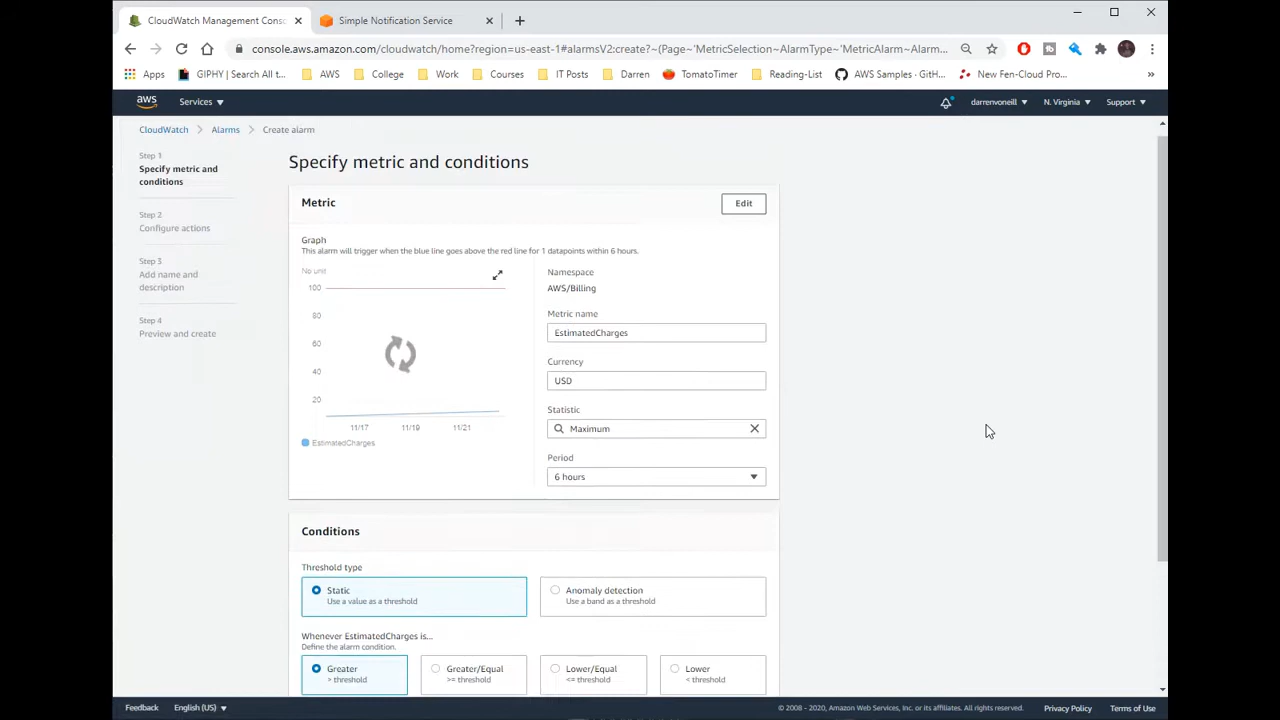 CloudWatch Management Consc
Simple Notification Service
console.aws.amazon.com/cloudwatch/home?region=us-east-1#alarmsV2:create?~(Page~'MetricSelection~AlarmType~'MetricAlarm~Alarm...
Apps
GIPHY | Search All t...
AWS
College
Work
Courses
IT Posts
Darren
TomatoTimer
Reading-List
AWS Samples · GitH...
New Fen-Cloud Pro...
»
aws
Services
darrenvoneill
N. Virginia
Support
CloudWatch
Alarms
Create alarm
Step 1
Specify metric and
conditions
Step 2
Configure actions
Step 3
Add name and
description
Step 4
Preview and create
Specify metric and conditions
Metric
Edit
Graph
This alarm will trigger when the blue line goes above the red line for 1 datapoints within 6 hours.
No unit
100
80
60
40
20
11/17
11/19
11/21
EstimatedCharges
Namespace
AWS/Billing
Metric name
EstimatedCharges
Currency
USD
Statistic
Maximum
Period
6 hours
Conditions
Threshold type
Static
Use a value as a threshold
Anomaly detection
Use a band as a threshold
Whenever EstimatedCharges is...
Define the alarm condition.
Greater
> threshold
Greater/Equal
>= threshold
Lower/Equal
<= threshold
Lower
< threshold
Feedback
English (US)
© 2008 - 2020, Amazon Web Services, Inc. or its affiliates. All rights reserved.
Privacy Policy
Terms of Use